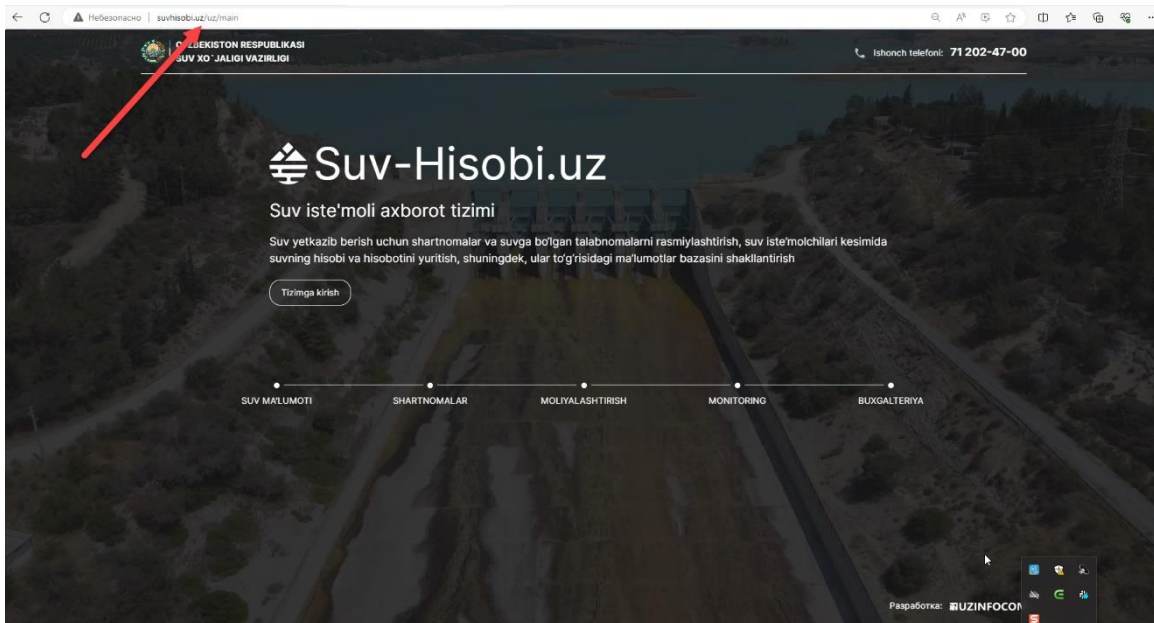 Небезопасно | suvhisobi.uz/uz/main
RESPUBLIKASI
SUV XO`JALIGI VAZIRLIGI
Ishonch telefoni: 71 202-47-00
Suv-Hisobi.uz
Suv iste'moli axborot tizimi
Suv yetkazib berish uchun shartnomalar va suvga bo'lgan talabnomalarni rasmiylashtirish, suv iste'molchilari kesimida
suvning hisobi va hisobotini yuritish, shuningdek, ular to'g'risidagi ma'lumotlar bazasini shakllantirish
Tizimga kirish
SUV MA'LUMOTI
SHARTNOMALAR
MOLIYALASHTIRISH
MONITORING
BUXGALTERIYA
Разработка: UZINFOCOM